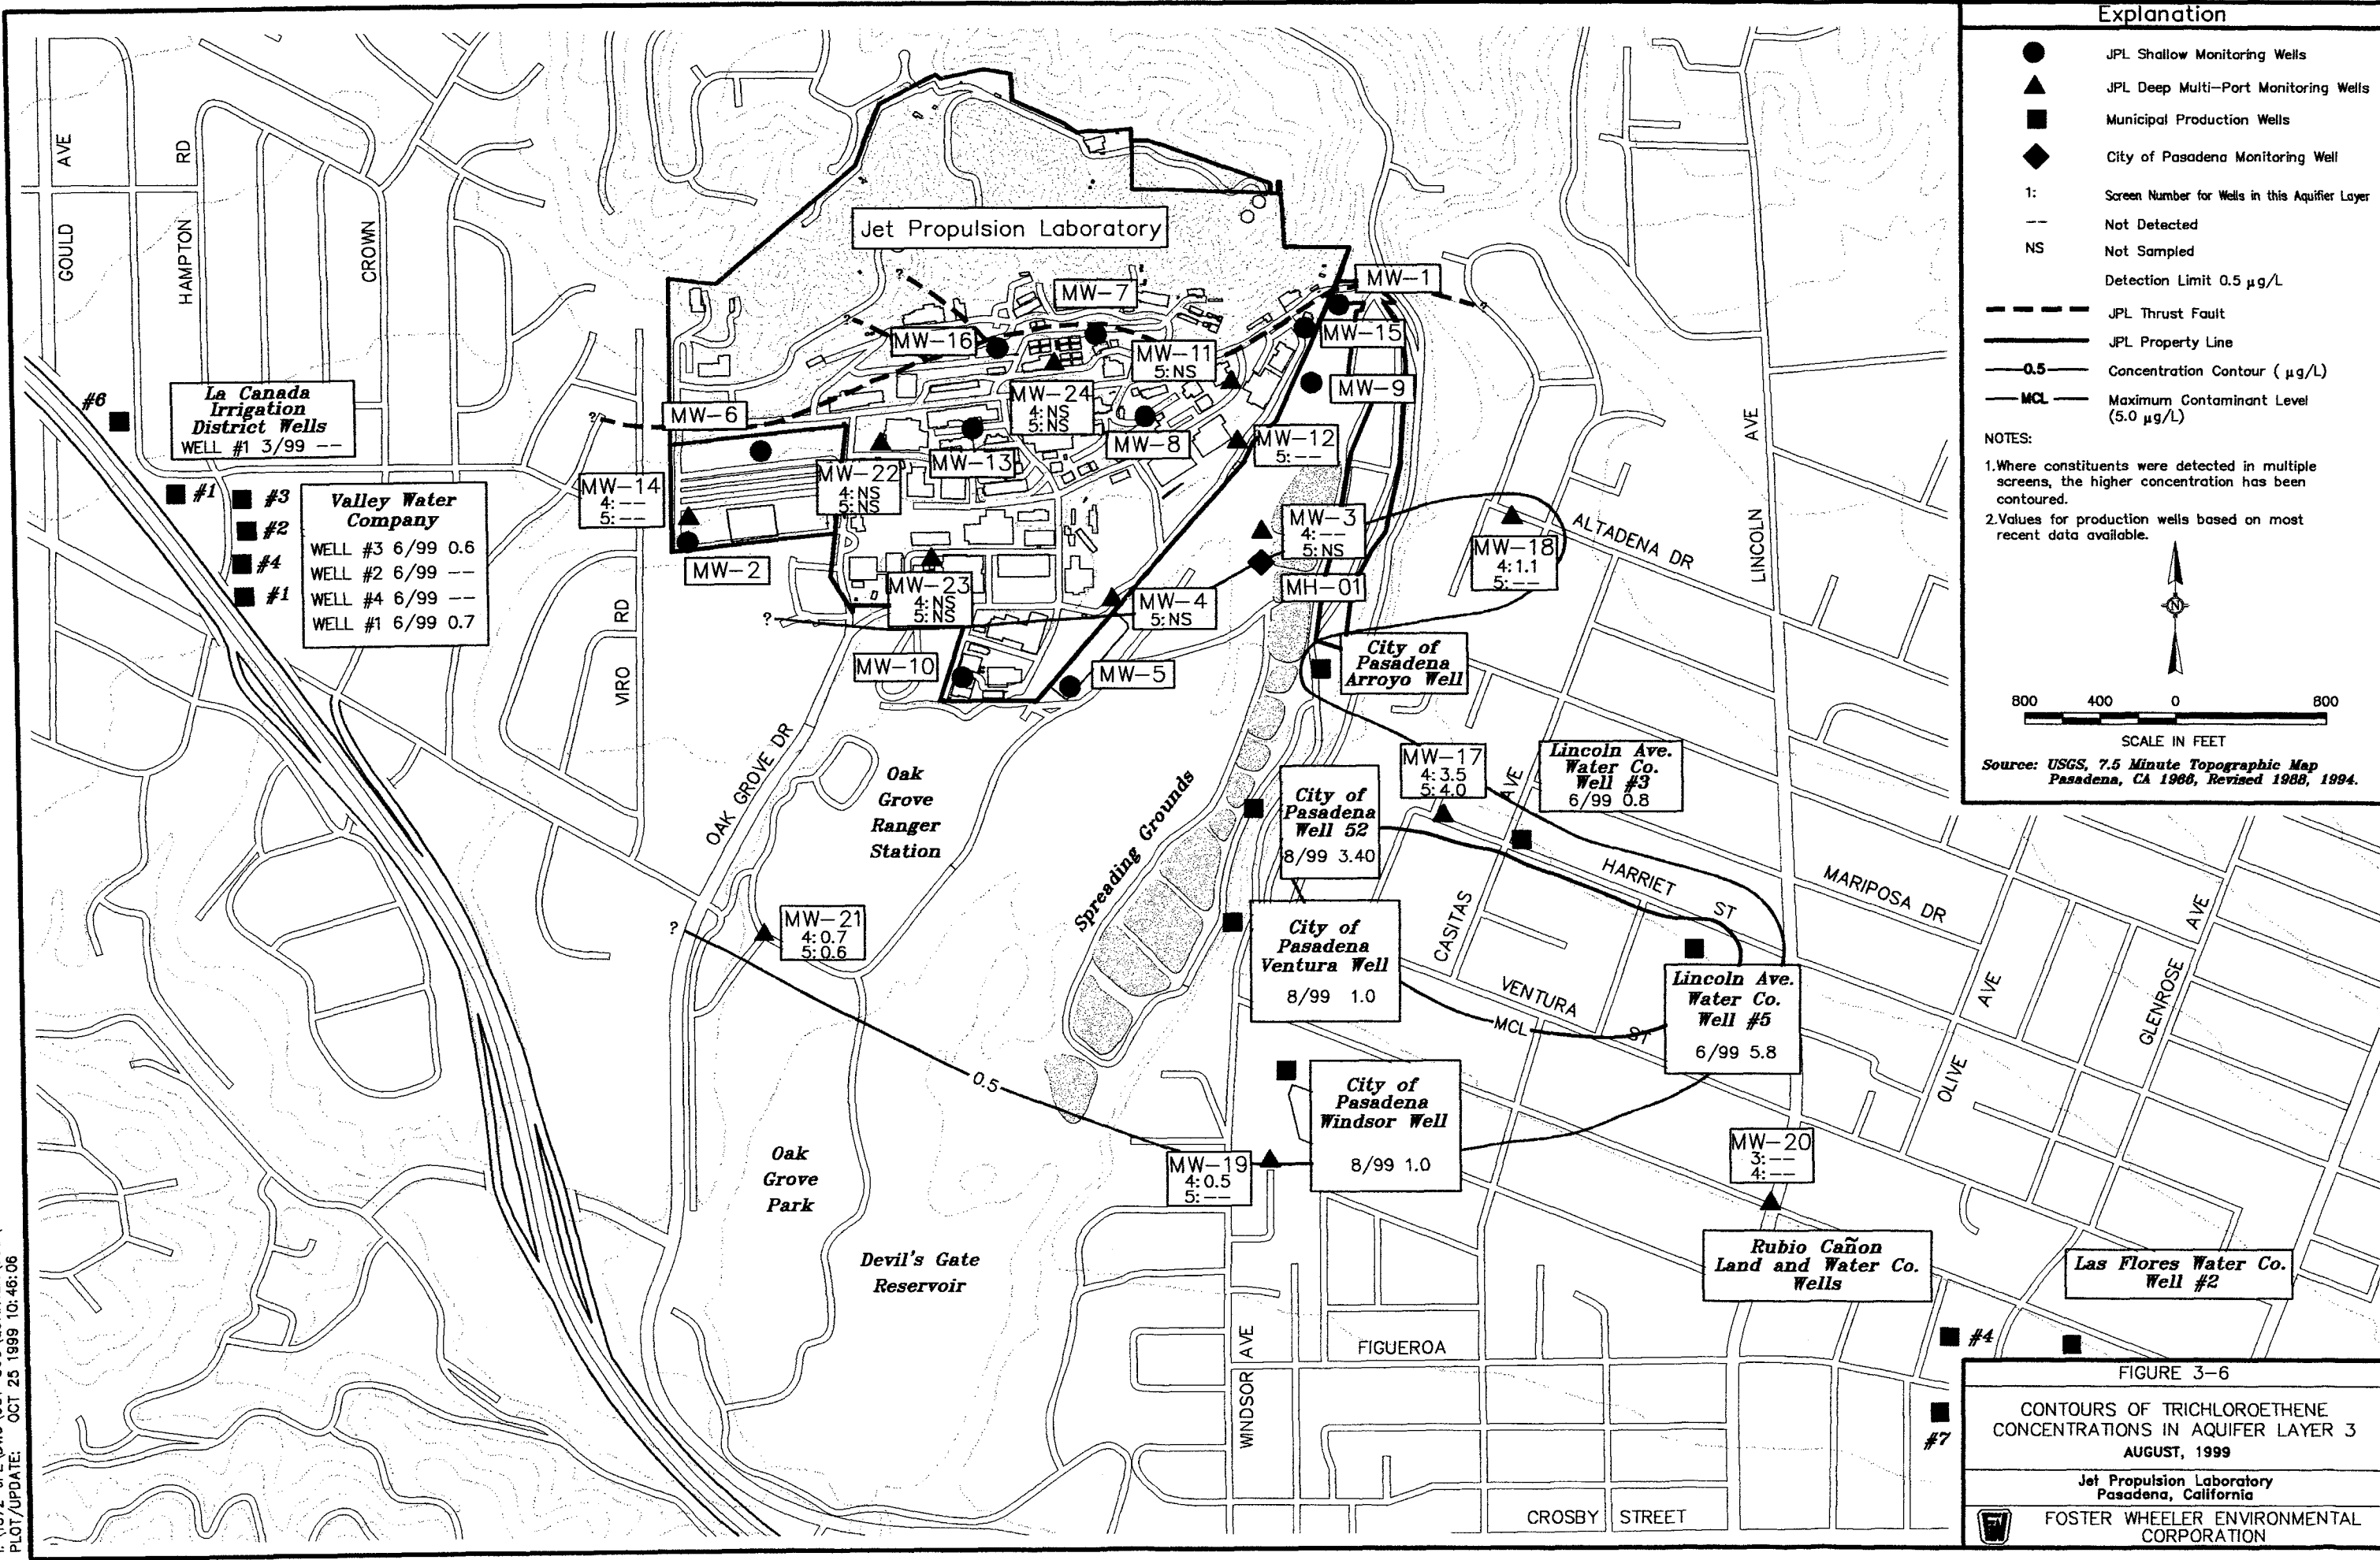 Explanation
JPL Shallow Monitoring Wells
JPL Deep Multi-Port Monitoring Wells
Municipal Production Wells
City of Pasadena Monitoring Well
1: Screen Number for Wells in this Aquifier Layer
-- Not Detected
NS Not Sampled
Detection Limit 0.5 µg/L
JPL Thrust Fault
JPL Property Line
0.5 Concentration Contour ( µg/L)
MCL Maximum Contaminant Level
(5.0 µg/L)
NOTES:
1.Where constituents were detected in multiple
screens, the higher concentration has been
contoured.
2.Values for production wells based on most
recent data available.
N
800 400 0 800
SCALE IN FEET
Source: USGS, 7.5 Minute Topographic Map
Pasadena, CA 1966, Revised 1988, 1994.
GOULD AVE
HAMPTON RD
CROWN
Jet Propulsion Laboratory
?
?
?
MW-1
MW-7
MW-16
MW-15
MW-11
5:NS
MW-9
MW-24
4:NS
5:NS
MW-6
MW-8
MW-12
5:--
MW-13
MW-22
4:NS
5:NS
MW-14
4:--
5:--
MW-2
MW-3
4:--
5:NS
MH-01
MW-18
4:1.1
5:--
MW-23
4:NS
5:NS
MW-4
5:NS
MW-10
MW-5
?
#6
La Canada
Irrigation
District Wells
WELL #1 3/99 --
#1
#3
#2
#4
#1
Valley Water
Company
WELL #3 6/99 0.6
WELL #2 6/99 --
WELL #4 6/99 --
WELL #1 6/99 0.7
VIRO RD
LINCOLN AVE
ALTADENA DR
City of
Pasadena
Arroyo Well
MW-17
4:3.5
5:4.0
AVE
CASITAS
Lincoln Ave.
Water Co.
Well #3
6/99 0.8
City of
Pasadena
Well 52
8/99 3.40
City of
Pasadena
Ventura Well
8/99 1.0
HARRIET ST
MARIPOSA DR
VENTURA ST
MCL
Lincoln Ave.
Water Co.
Well #5
6/99 5.8
OLIVE AVE
GLENROSE AVE
OAK GROVE DR
Oak
Grove
Ranger
Station
Spreading Grounds
?
MW-21
4:0.7
5:0.6
0.5
Oak
Grove
Park
Devil's Gate
Reservoir
MW-19
4:0.5
5:--
City of
Pasadena
Windsor Well
8/99 1.0
MW-20
3:--
4:--
Rubio Cañon
Land and Water Co.
Wells
Las Flores Water Co.
Well #2
#4
#7
WINDSOR AVE
FIGUEROA
CROSBY STREET
FIGURE 3-6
CONTOURS OF TRICHLOROETHENE
CONCENTRATIONS IN AQUIFER LAYER 3
AUGUST, 1999
Jet Propulsion Laboratory
Pasadena, California
FOSTER WHEELER ENVIRONMENTAL
CORPORATION
PLOT/UPDATE: OCT 25 1999 10:46:06